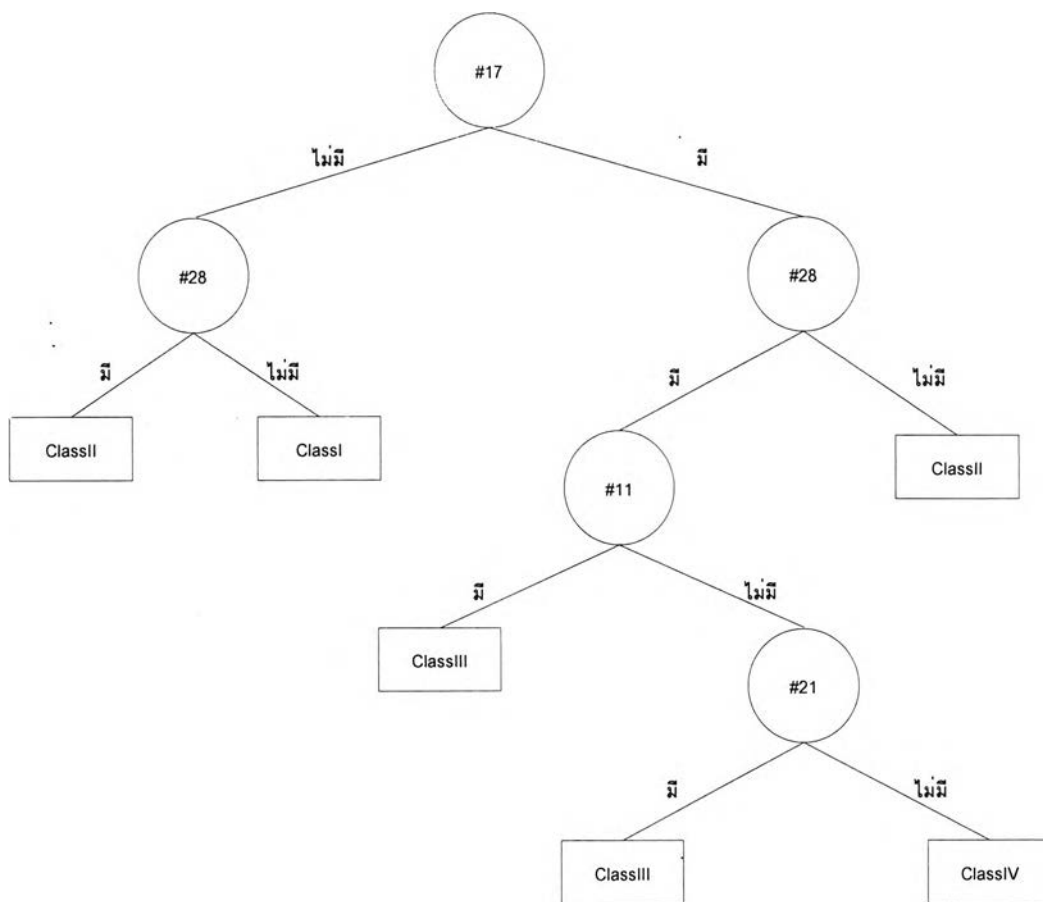 #17
ไม่มี
มี
#28
#28
มี
ไม่มี
มี
ไม่มี
ClassII
ClassI
ClassII
#11
มี
ไม่มี
ClassIII
#21
มี
ไม่มี
ClassIII
ClassIV